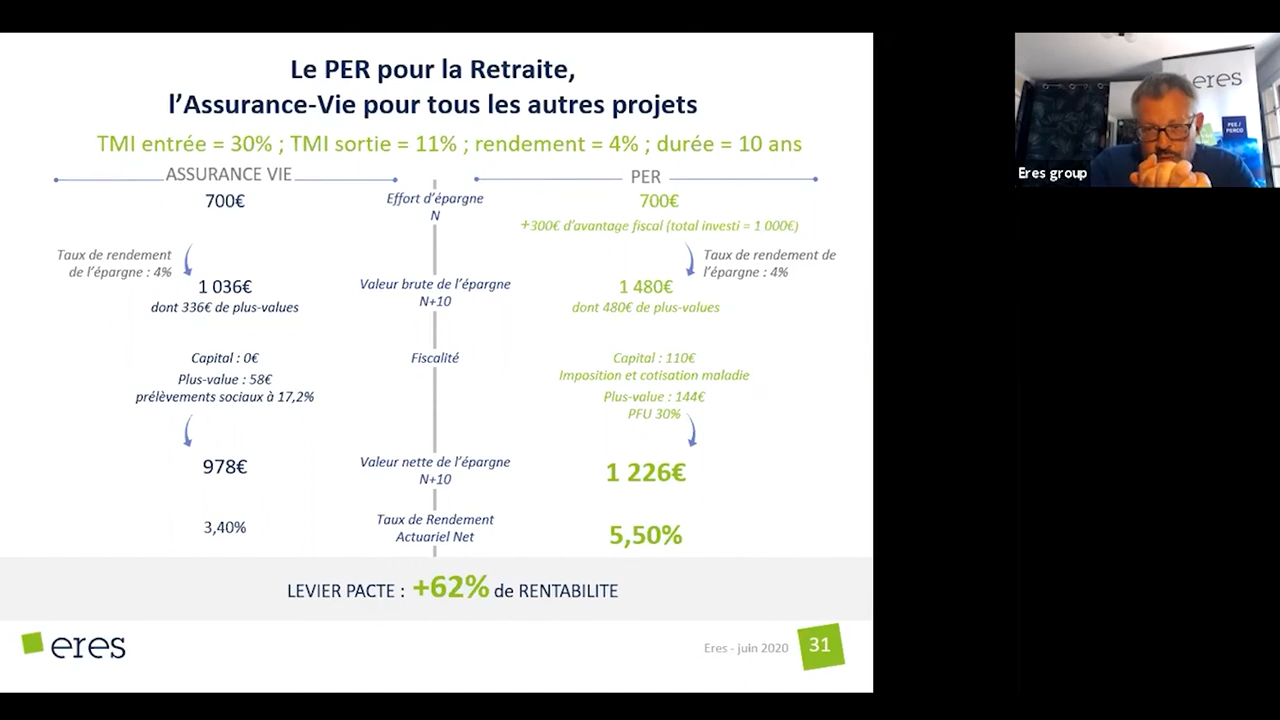 Le PER pour la Retraite,
l'Assurance-Vie pour tous les autres projets
TMI entrée = 30% ; TMI sortie = 11% ; rendement = 4% ; durée = 10 ans
ASSURANCE VIE
PER
700€
Effort d'épargne
N
700€
+300€ d'avantage fiscal (total investi = 1 000€)
Taux de rendement
de l'épargne : 4%
Taux de rendement de
l'épargne : 4%
1 036€
dont 336€ de plus-values
Valeur brute de l'épargne
N+10
1 480€
dont 480€ de plus-values
Capital : 0€
Plus-value : 58€
prélèvements sociaux à 17,2%
Fiscalité
Capital : 110€
Imposition et cotisation maladie
Plus-value : 144€
PFU 30%
978€
Valeur nette de l'épargne
N+10
1 226€
3,40%
Taux de Rendement
Actuariel Net
5,50%
LEVIER PACTE : +62% de RENTABILITE
eres
Eres - juin 2020
31
eres
PEE /
PERCO
Eres group